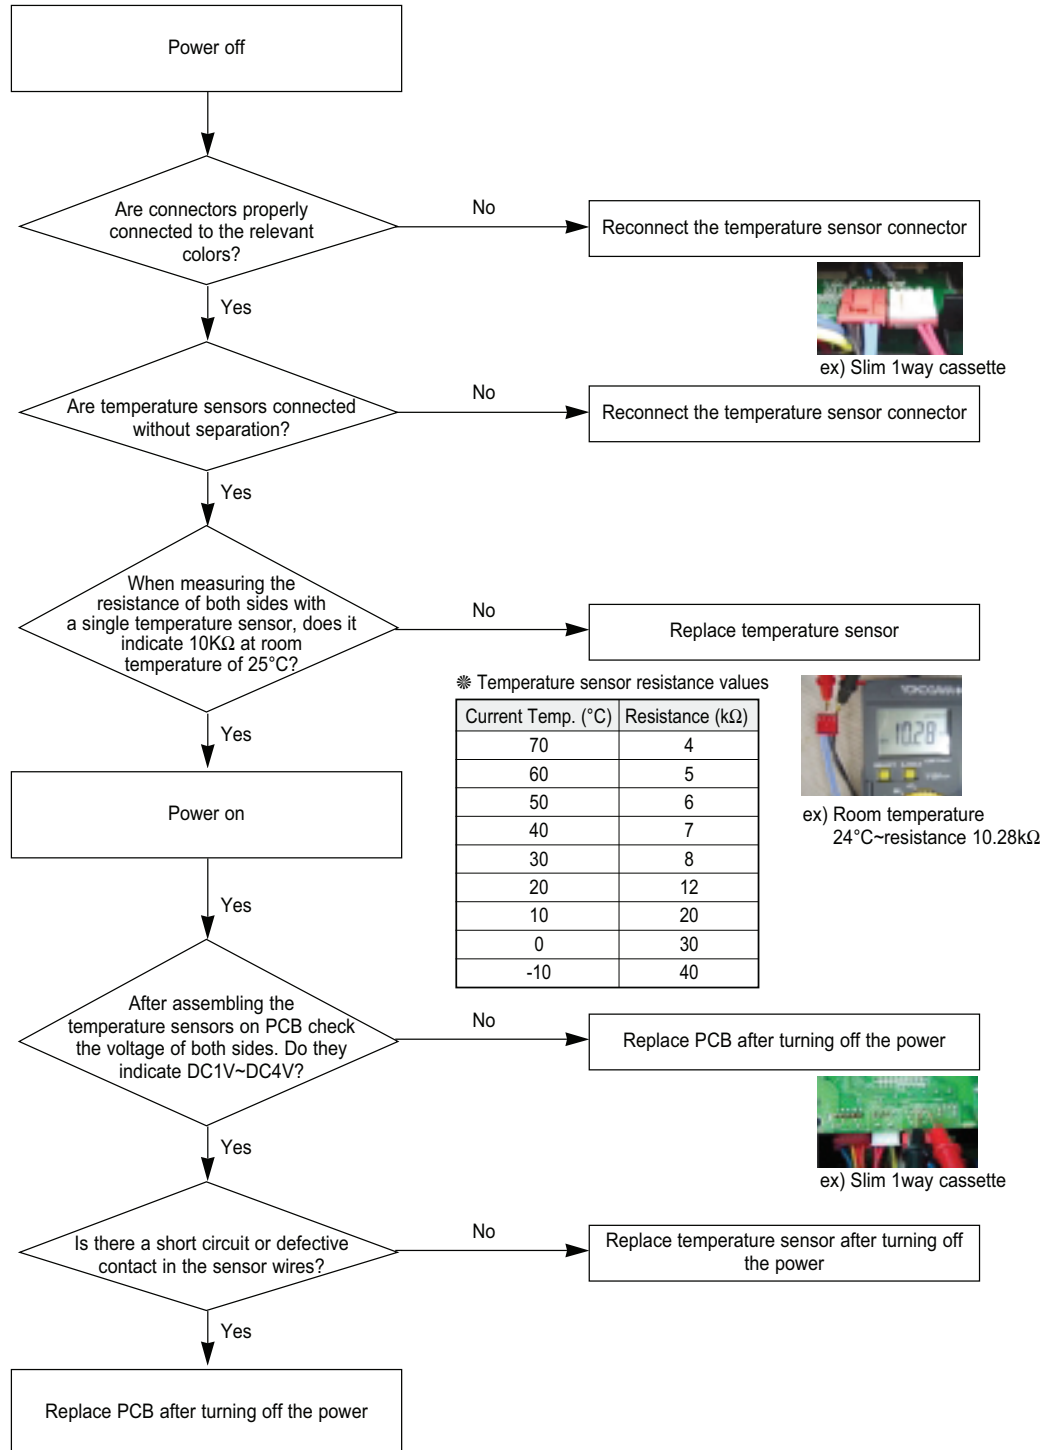 Power off
Are connectors properly
connected to the relevant
colors?
No
Reconnect the temperature sensor connector
ex) Slim 1way cassette
Yes
Are temperature sensors connected
without separation?
No
Reconnect the temperature sensor connector
Yes
When measuring the
resistance of both sides with
a single temperature sensor, does it
indicate 10KΩ at room
temperature of 25°C?
No
Replace temperature sensor
※ Temperature sensor resistance values
Current Temp. (°C) Resistance (kΩ)
70 4
60 5
50 6
40 7
30 8
20 12
10 20
0 30
-10 40
YOKOGAWA
10.28
ex) Room temperature
24°C~resistance 10.28kΩ
Yes
Power on
Yes
After assembling the
temperature sensors on PCB check
the voltage of both sides. Do they
indicate DC1V~DC4V?
No
Replace PCB after turning off the power
ex) Slim 1way cassette
Yes
Is there a short circuit or defective
contact in the sensor wires?
No
Replace temperature sensor after turning off
the power
Yes
Replace PCB after turning off the power